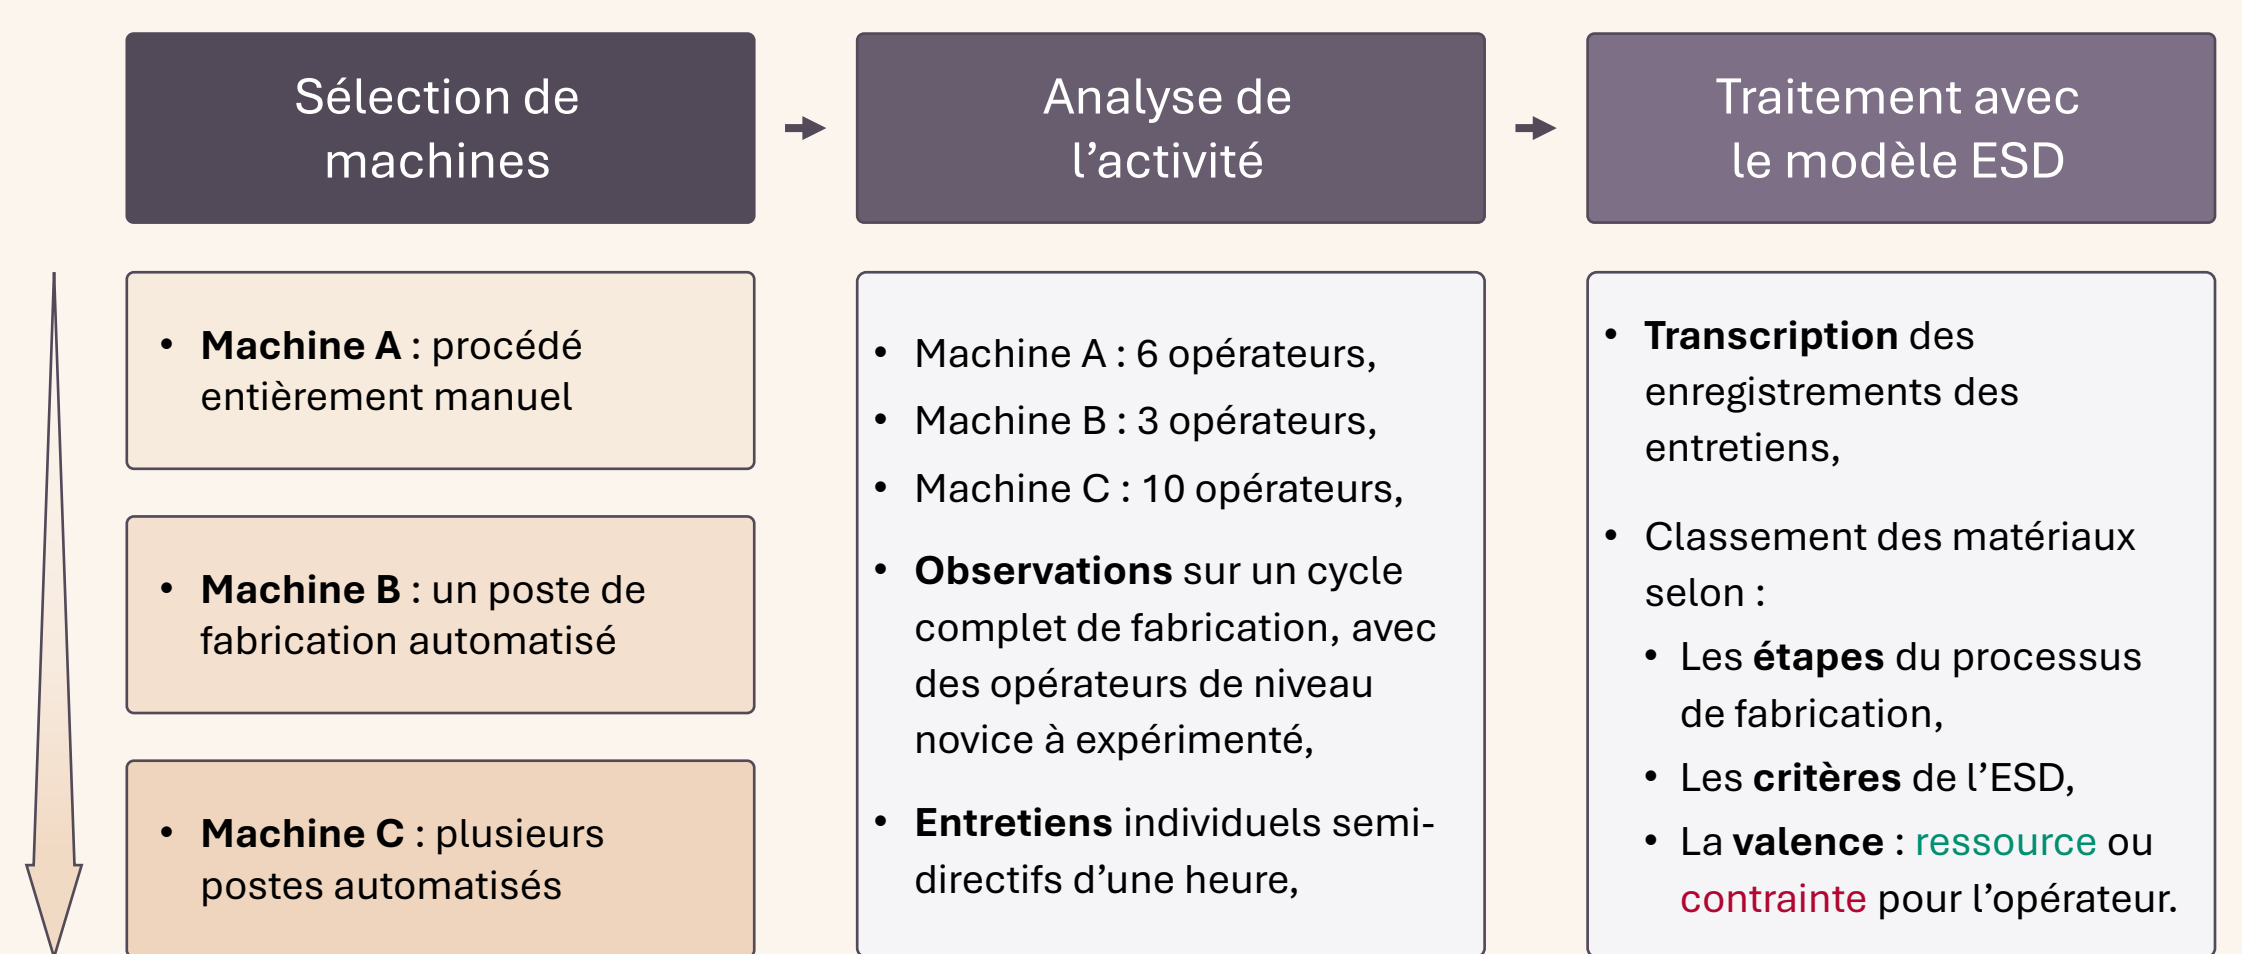 Sélection de
machines
Analyse de
l’activité
Traitement avec
le modèle ESD
• Machine A : procédé
entièrement manuel
• Machine B : un poste de
fabrication automatisé
• Machine C : plusieurs
postes automatisés
• Machine A : 6 opérateurs,
• Machine B : 3 opérateurs,
• Machine C : 10 opérateurs,
• Observations sur un cycle
complet de fabrication, avec
des opérateurs de niveau
novice à expérimenté,
• Entretiens individuels semi-
directifs d’une heure,
• Transcription des
enregistrements des
entretiens,
• Classement des matériaux
selon :
• Les étapes du processus
de fabrication,
• Les critères de l’ESD,
• La valence : ressource ou
contrainte pour l’opérateur.